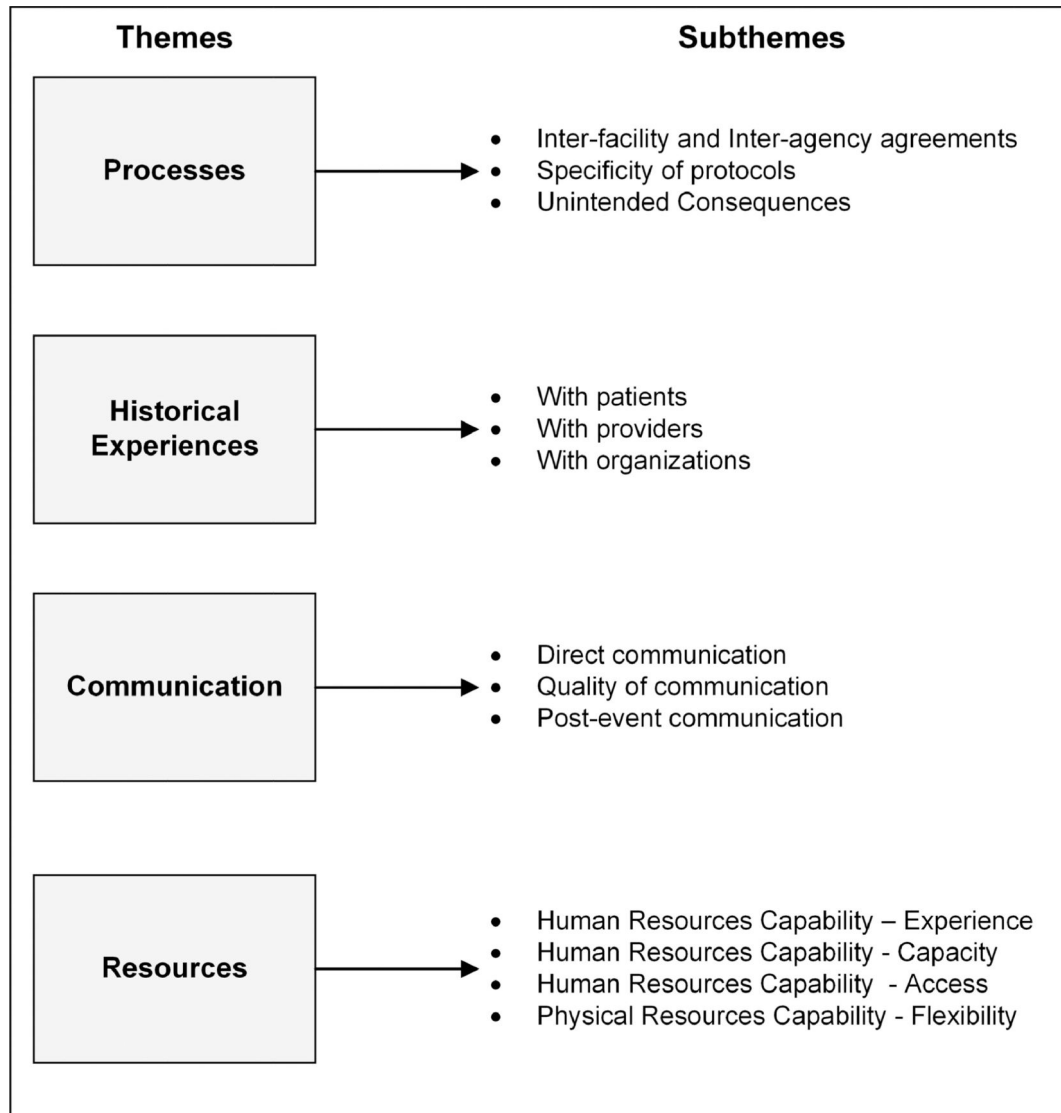 Themes
Subthemes
Processes
• Inter-facility and Inter-agency agreements
• Specificity of protocols
• Unintended Consequences
Historical
Experiences
• With patients
• With providers
• With organizations
Communication
• Direct communication
• Quality of communication
• Post-event communication
Resources
• Human Resources Capability – Experience
• Human Resources Capability - Capacity
• Human Resources Capability  - Access
• Physical Resources Capability - Flexibility